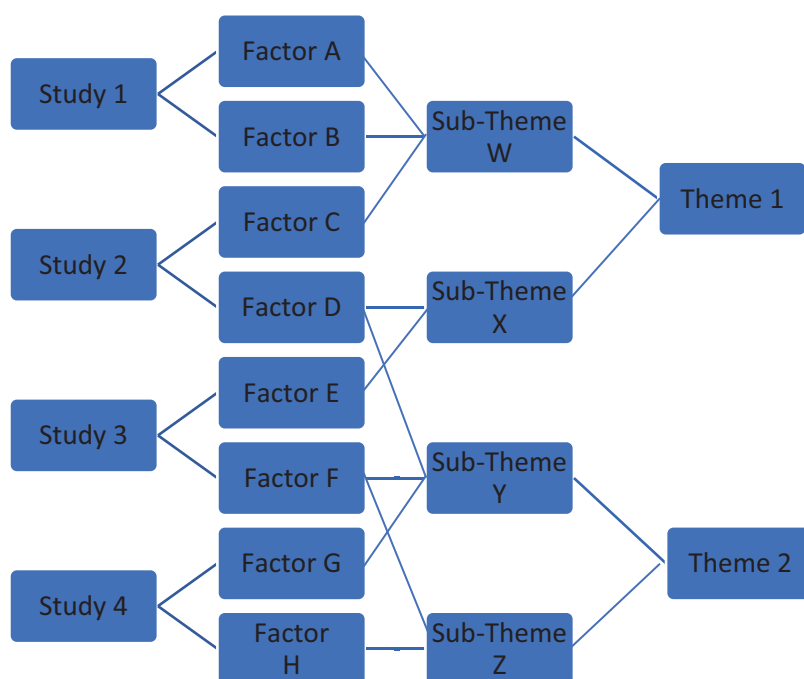 Study 1
Study 2
Study 3
Study 4
Factor A
Factor B
Factor C
Factor D
Factor E
Factor F
Factor G
Factor
H
Sub-Theme
W
Sub-Theme
X
Sub-Theme
Y
Sub-Theme
Z
Theme 1
Theme 2